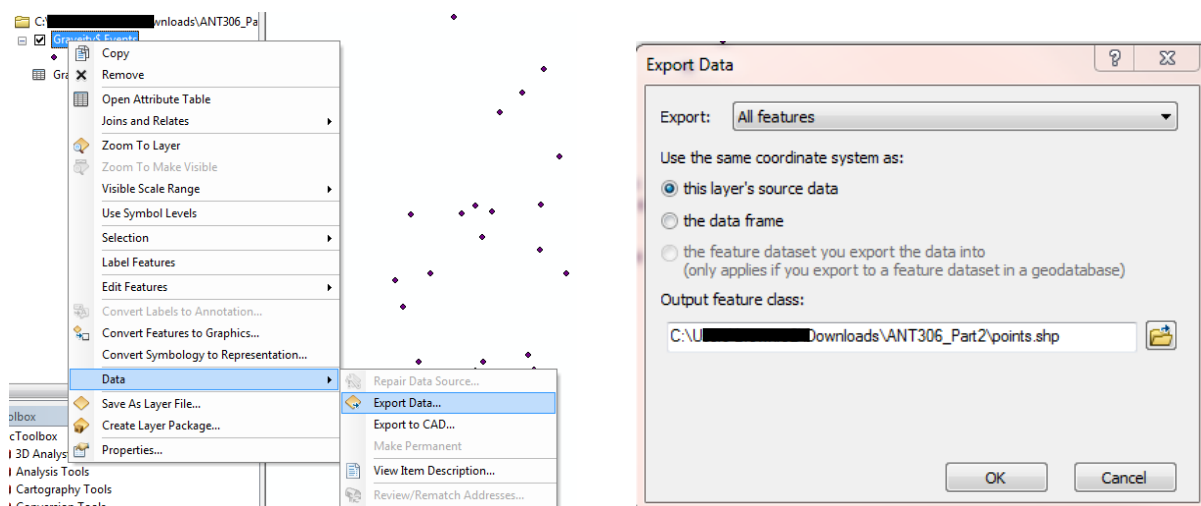 C:\ wnloads\ANT306_Pa
Graveity$ Events
Copy
Gra
Remove
Open Attribute Table
Joins and Relates
Zoom To Layer
Zoom To Make Visible
Visible Scale Range
Use Symbol Levels
Selection
Label Features
Edit Features
Convert Labels to Annotation...
Convert Features to Graphics...
Convert Symbology to Representation...
Data
Save As Layer File...
Create Layer Package...
Properties...
Repair Data Source...
Export Data...
Export to CAD...
Make Permanent
View Item Description...
Review/Rematch Addresses...
olbox
cToolbox
3D Analys
Analysis Tools
Cartography Tools
Export Data
Export: All features
Use the same coordinate system as:
this layer's source data
the data frame
the feature dataset you export the data into
(only applies if you export to a feature dataset in a geodatabase)
Output feature class:
C:\U Downloads\ANT306_Part2\points.shp
OK
Cancel